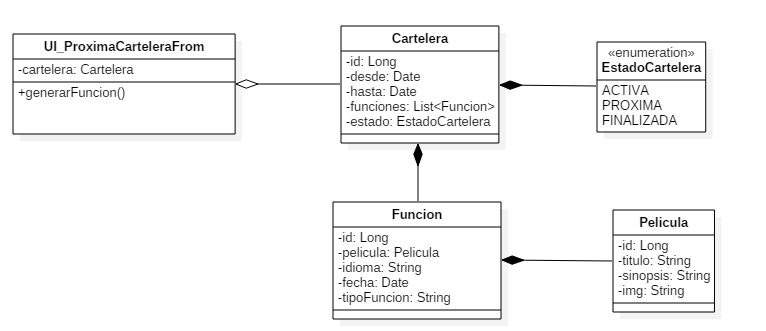 UI_ProximaCarteleraFrom
-cartelera: Cartelera
+generarFuncion()
Cartelera
-id: Long
-desde: Date
-hasta: Date
-funciones: List<Funcion>
-estado: EstadoCartelera
«enumeration»
EstadoCartelera
ACTIVA
PROXIMA
FINALIZADA
Funcion
-id: Long
-pelicula: Pelicula
-idioma: String
-fecha: Date
-tipoFuncion: String
Pelicula
-id: Long
-titulo: String
-sinopsis: String
-img: String